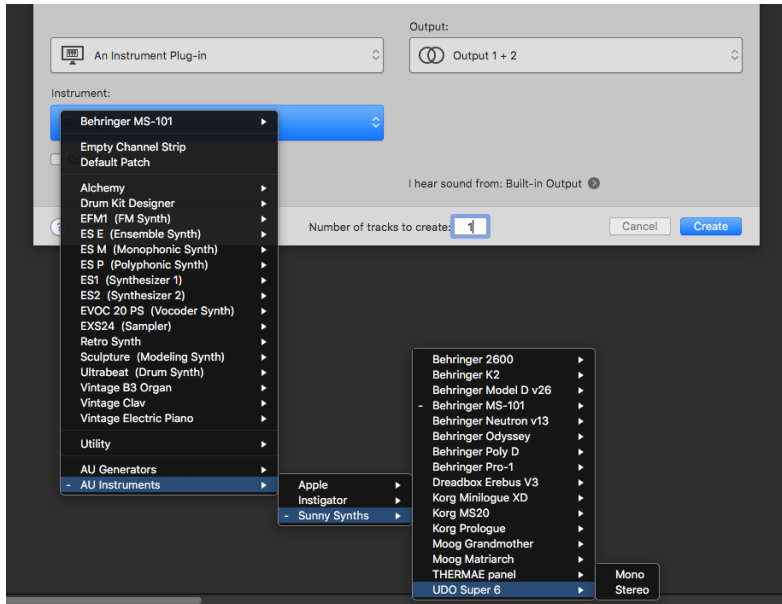 Output:
An Instrument Plug-in
Output 1 + 2
Instrument:
Behringer MS-101
Empty Channel Strip
Default Patch
Alchemy
Drum Kit Designer
EFM1 (FM Synth)
ES E (Ensemble Synth)
ES M (Monophonic Synth)
ES P (Polyphonic Synth)
ES1 (Synthesizer 1)
ES2 (Synthesizer 2)
EVOC 20 PS (Vocoder Synth)
EXS24 (Sampler)
Retro Synth
Sculpture (Modeling Synth)
Ultrabeat (Drum Synth)
Vintage B3 Organ
Vintage Clav
Vintage Electric Piano
Utility
AU Generators
- AU Instruments
I hear sound from: Built-in Output
Number of tracks to create: 1
Cancel
Create
Apple
Instigator
- Sunny Synths
Behringer 2600
Behringer K2
Behringer Model D v26
- Behringer MS-101
Behringer Neutron v13
Behringer Odyssey
Behringer Poly D
Behringer Pro-1
Dreadbox Erebus V3
Korg Minilogue XD
Korg MS20
Korg Prologue
Moog Grandmother
Moog Matriarch
THERMAE panel
UDO Super 6
Mono
Stereo